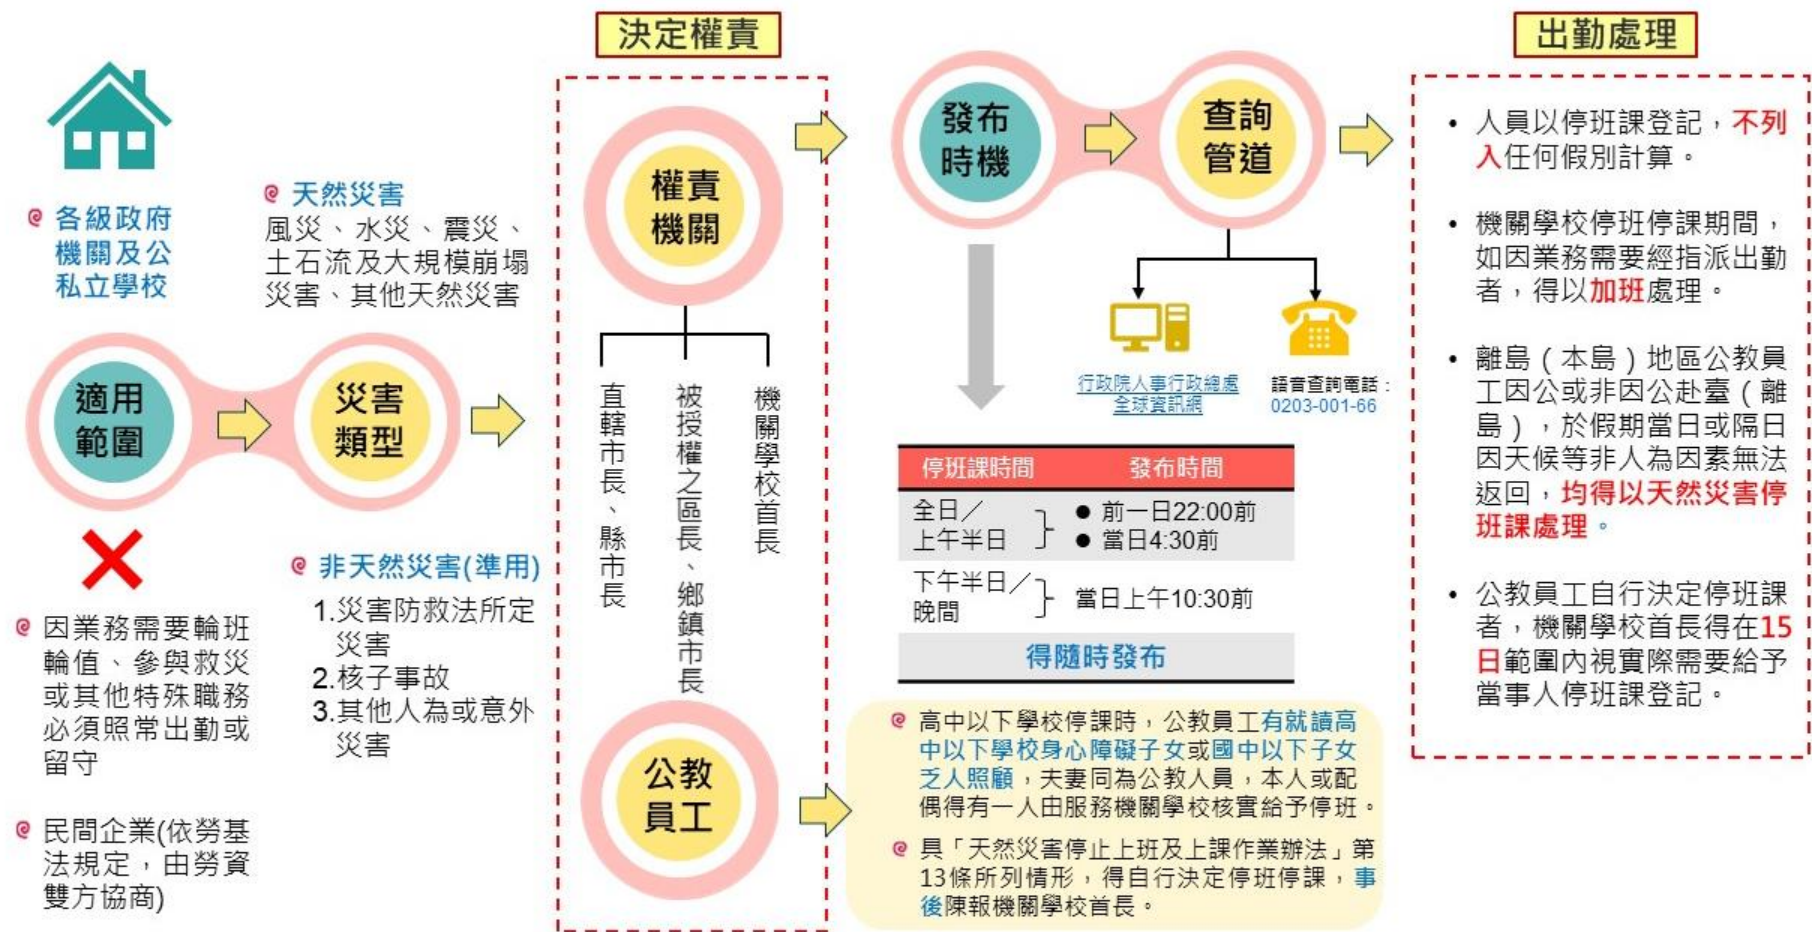 決定權責
出勤處理
各級政府
機關及公
私立學校
天然災害
風災、水災、震災、
土石流及大規模崩塌
災害、其他天然災害
適用
範圍
災害
類型
因業務需要輪班
輪值、參與救災
或其他特殊職務
必須照常出勤或
留守
民間企業(依勞基
法規定，由勞資
雙方協商)
非天然災害(準用)
1.災害防救法所定
災害
2.核子事故
3.其他人為或意外
災害
權責
機關
直轄市長、縣市長
被授權之區長、鄉鎮市長
機關學校首長
公教
員工
發布
時機
查詢
管道
行政院人事行政總處
全球資訊網
語音查詢電話：
0203-001-66
停班課時間 發布時間
全日／
上午半日
● 前一日22:00前
● 當日4:30前
下午半日／
晚間
當日上午10:30前
得隨時發布
高中以下學校停課時，公教員工有就讀高
中以下學校身心障礙子女或國中以下子女
乏人照顧，夫妻同為公教人員，本人或配
偶得有一人由服務機關學校核實給予停班。
具「天然災害停止上班及上課作業辦法」第
13條所列情形，得自行決定停班停課，事
後陳報機關學校首長。
• 人員以停班課登記，不列
入任何假別計算。
• 機關學校停班停課期間，
如因業務需要經指派出勤
者，得以加班處理。
• 離島（本島）地區公教員
工因公或非因公赴臺（離
島），於假期當日或隔日
因天候等非人為因素無法
返回，均得以天然災害停
班課處理。
• 公教員工自行決定停班課
者，機關學校首長得在15
日範圍內視實際需要給予
當事人停班課登記。